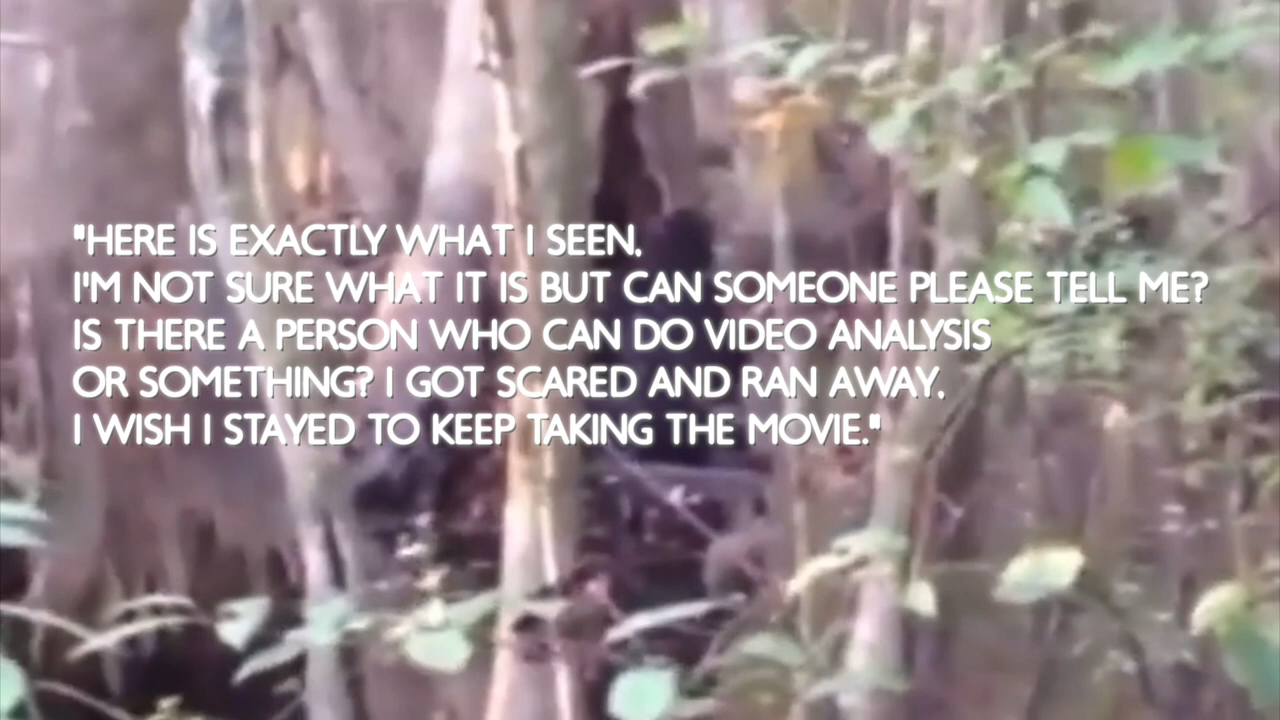 "HERE IS EXACTLY WHAT I SEEN.
I'M NOT SURE WHAT IT IS BUT CAN SOMEONE PLEASE TELL ME?
IS THERE A PERSON WHO CAN DO VIDEO ANALYSIS
OR SOMETHING? I GOT SCARED AND RAN AWAY.
I WISH I STAYED TO KEEP TAKING THE MOVIE."